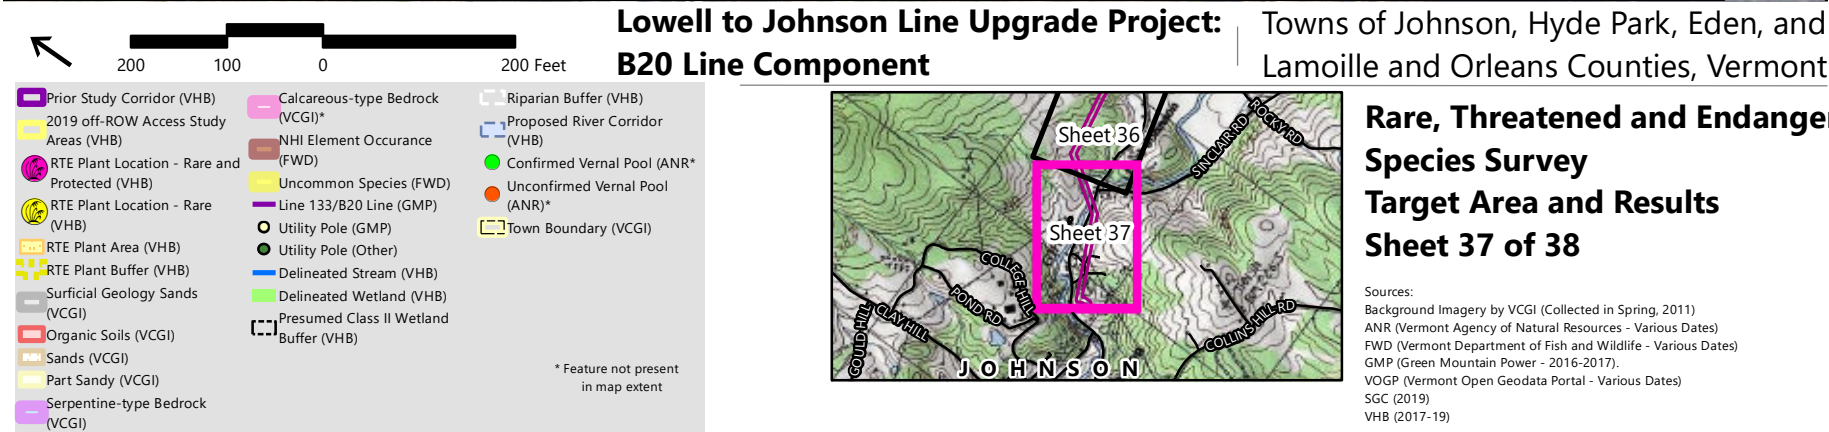 200 100 0 200 Feet
Lowell to Johnson Line Upgrade Project:
B20 Line Component
Towns of Johnson, Hyde Park, Eden, and
Lamoille and Orleans Counties, Vermont
Prior Study Corridor (VHB)
2019 off-ROW Access Study
Areas (VHB)
RTE Plant Location - Rare and
Protected (VHB)
RTE Plant Location - Rare
(VHB)
RTE Plant Area (VHB)
RTE Plant Buffer (VHB)
Surficial Geology Sands
(VCGI)
Organic Soils (VCGI)
Sands (VCGI)
Part Sandy (VCGI)
Serpentine-type Bedrock
(VCGI)
Calcareous-type Bedrock
(VCGI)*
NHI Element Occurance
(FWD)
Uncommon Species (FWD)
Line 133/B20 Line (GMP)
Utility Pole (GMP)
Utility Pole (Other)
Delineated Stream (VHB)
Delineated Wetland (VHB)
Presumed Class II Wetland
Buffer (VHB)
Riparian Buffer (VHB)
Proposed River Corridor
(VHB)
Confirmed Vernal Pool (ANR*
Unconfirmed Vernal Pool
(ANR)*
Town Boundary (VCGI)
* Feature not present
in map extent
Sheet 36
Sheet 37
ROCKY RD
SINCLAIR RD
COLLEGE HILL
POND RD
CLAY HILL
GOULD HILL
COLLINS HILL RD
JOHNSON
Rare, Threatened and Endanger
Species Survey
Target Area and Results
Sheet 37 of 38
Sources:
Background Imagery by VCGI (Collected in Spring, 2011)
ANR (Vermont Agency of Natural Resources - Various Dates)
FWD (Vermont Department of Fish and Wildlife - Various Dates)
GMP (Green Mountain Power - 2016-2017).
VOGP (Vermont Open Geodata Portal - Various Dates)
SGC (2019)
VHB (2017-19)